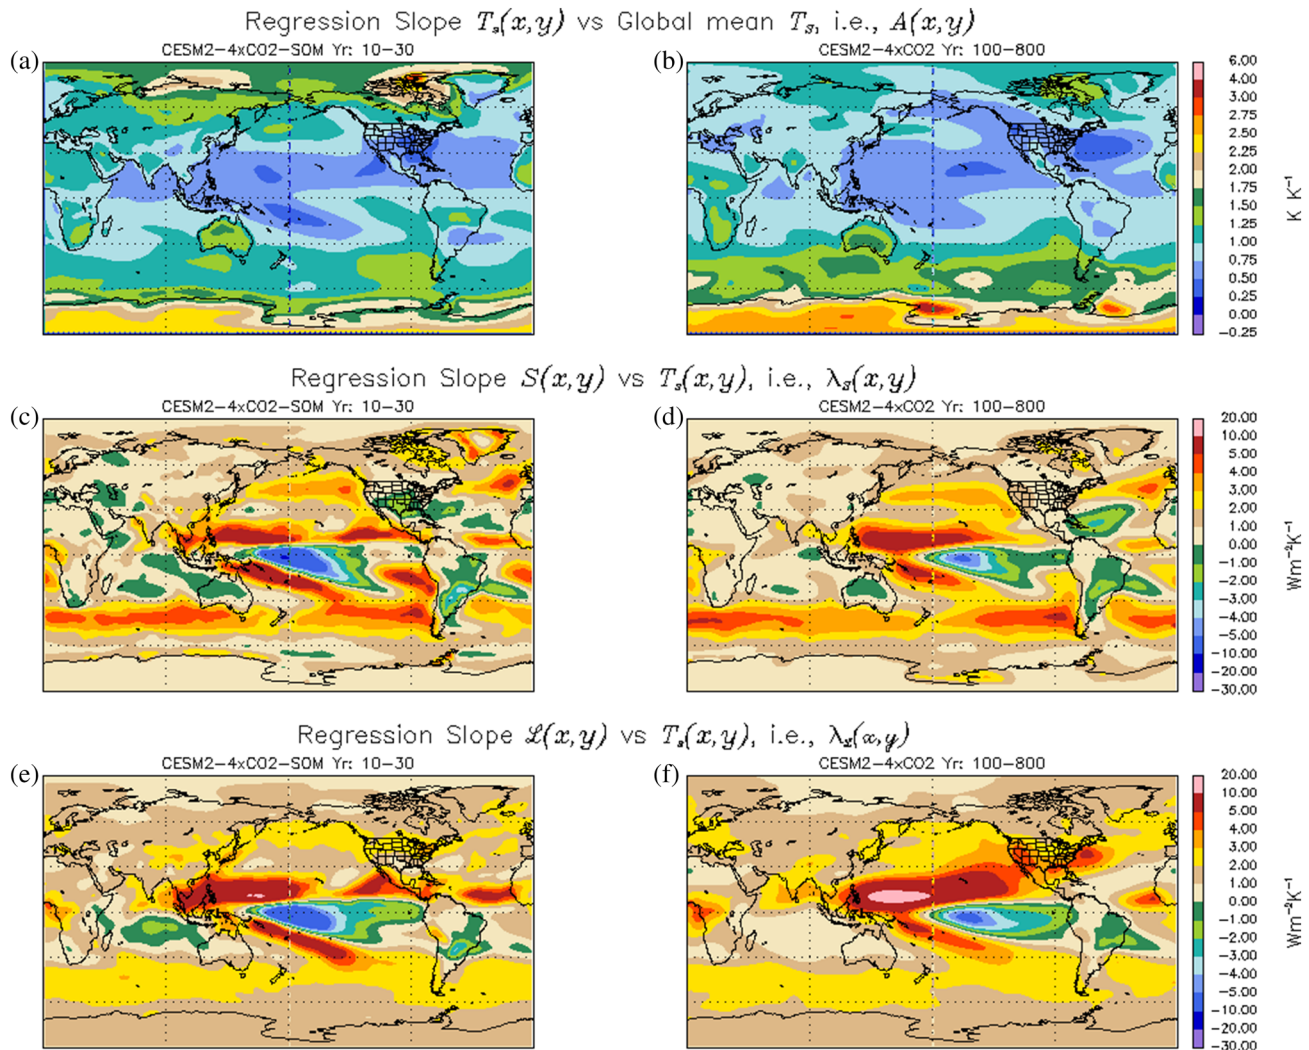 Regression Slope Tₛ(x,y) vs Global mean Tₛ, i.e., A(x,y)
(a)
CESM2-4xCO2-SOM Yr: 10-30
(b)
CESM2-4xCO2 Yr: 100-800
6.00
4.00
3.00
2.75
2.50
2.25
2.00
1.75
1.50
1.25
1.00
0.75
0.50
0.25
0.00
-0.25
K K⁻¹
Regression Slope S(x,y) vs Tₛ(x,y), i.e., λ_S(x,y)
(c)
CESM2-4xCO2-SOM Yr: 10-30
(d)
CESM2-4xCO2 Yr: 100-800
20.00
10.00
5.00
4.00
3.00
2.00
1.00
0.00
-1.00
-2.00
-3.00
-4.00
-5.00
-10.00
-20.00
-30.00
Wm⁻²K⁻¹
Regression Slope ℒ(x,y) vs Tₛ(x,y), i.e., λ_ℒ(x,y)
(e)
CESM2-4xCO2-SOM Yr: 10-30
(f)
CESM2-4xCO2 Yr: 100-800
20.00
10.00
5.00
4.00
3.00
2.00
1.00
0.00
-1.00
-2.00
-3.00
-4.00
-5.00
-10.00
-20.00
-30.00
Wm⁻²K⁻¹